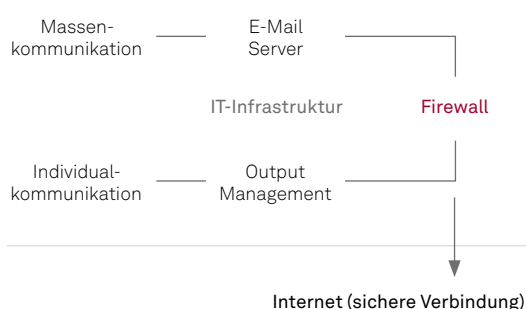 Massen-
kommunikation
E-Mail
Server
IT-Infrastruktur
Firewall
Individual-
kommunikation
Output
Management
Internet (sichere Verbindung)